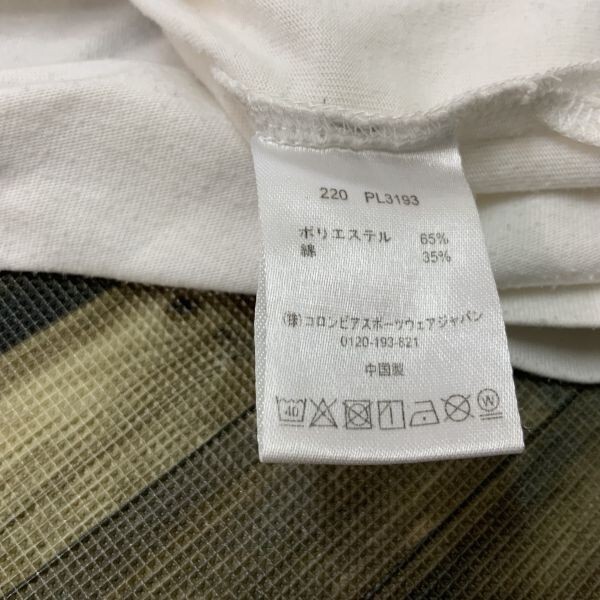 220 PL3193
ポリエステル 65%
綿 35%
(株)コロンビアスポーツウェアジャパン
0120-193-821
中国製
40
W